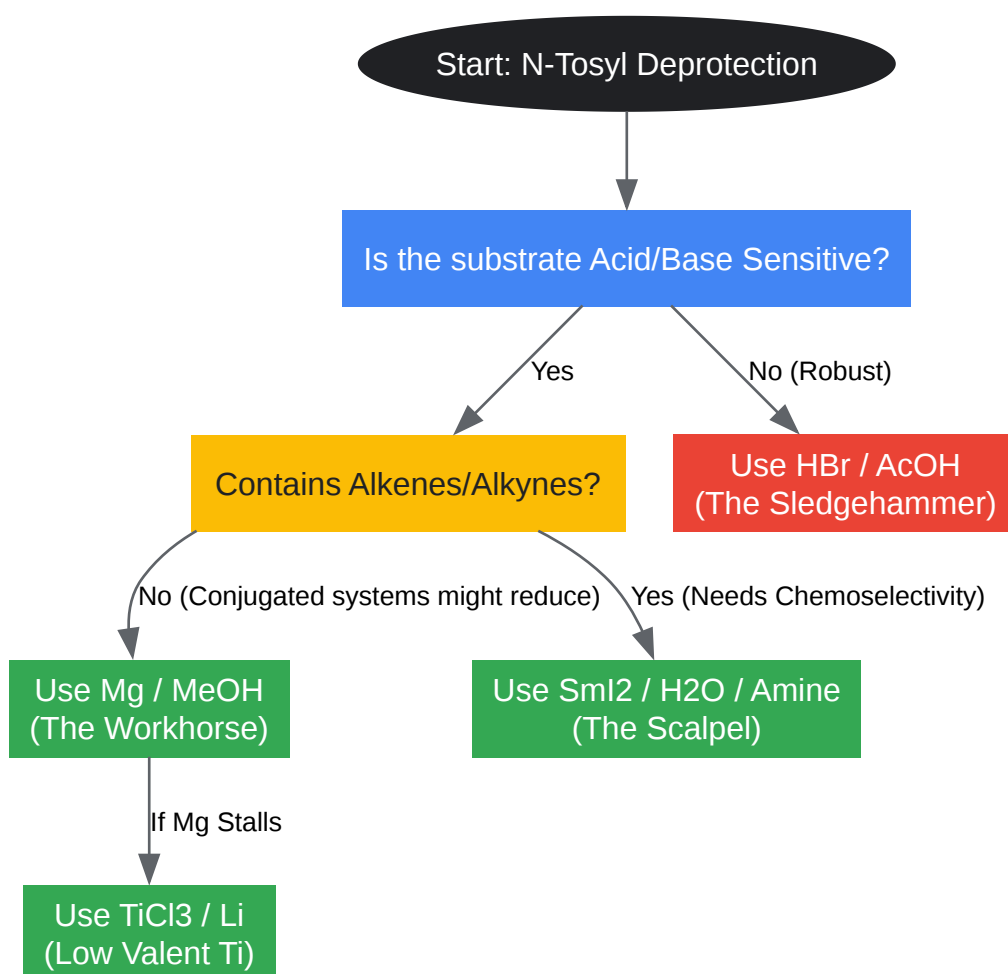 Start: N-Tosyl Deprotection
Is the substrate Acid/Base Sensitive?
Yes
No (Robust)
Contains Alkenes/Alkynes?
Use HBr / AcOH
(The Sledgehammer)
No (Conjugated systems might reduce)
Yes (Needs Chemoselectivity)
Use Mg / MeOH
(The Workhorse)
Use SmI2 / H2O / Amine
(The Scalpel)
If Mg Stalls
Use TiCl3 / Li
(Low Valent Ti)